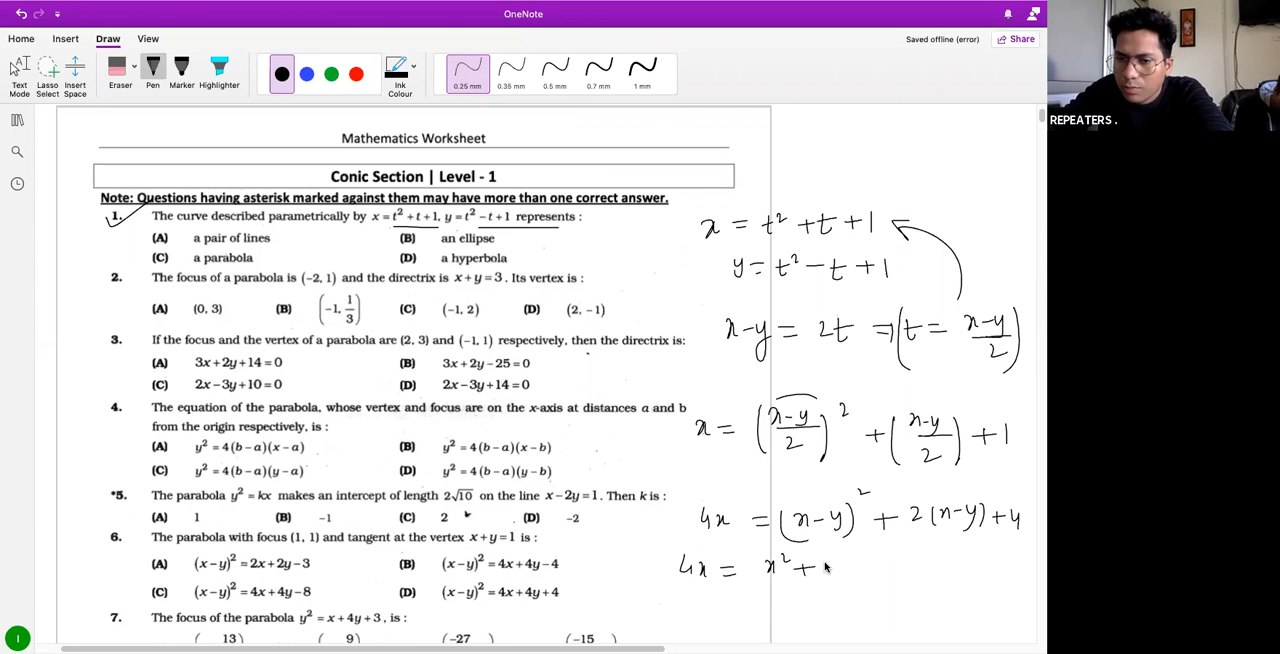 OneNote
Home Insert Draw View
Saved offline (error) Share
REPEATERS .
Text Mode
Lasso Select
Insert Space
Eraser
Pen
Marker
Highlighter
Ink Colour
0.25 mm 0.35 mm 0.5 mm 0.7 mm 1 mm
Mathematics Worksheet
Conic Section | Level - 1
Note: Questions having asterisk marked against them may have more than one correct answer.
1. The curve described parametrically by x = t² + t + 1, y = t² − t + 1 represents :
(A) a pair of lines (B) an ellipse
(C) a parabola (D) a hyperbola
2. The focus of a parabola is (−2, 1) and the directrix is x + y = 3 . Its vertex is :
(A) (0, 3) (B) (−1, 1/3) (C) (−1, 2) (D) (2, −1)
3. If the focus and the vertex of a parabola are (2, 3) and (−1, 1) respectively, then the directrix is:
(A) 3x + 2y + 14 = 0 (B) 3x + 2y − 25 = 0
(C) 2x − 3y + 10 = 0 (D) 2x − 3y + 14 = 0
4. The equation of the parabola, whose vertex and focus are on the x-axis at distances a and b
from the origin respectively, is :
(A) y² = 4(b − a)(x − a) (B) y² = 4(b − a)(x − b)
(C) y² = 4(b − a)(y − a) (D) y² = 4(b − a)(y − b)
*5. The parabola y² = kx makes an intercept of length 2√10 on the line x − 2y = 1. Then k is :
(A) 1 (B) −1 (C) 2 (D) −2
6. The parabola with focus (1, 1) and tangent at the vertex x + y = 1 is :
(A) (x − y)² = 2x + 2y − 3 (B) (x − y)² = 4x + 4y − 4
(C) (x − y)² = 4x + 4y − 8 (D) (x − y)² = 4x + 4y + 4
7. The focus of the parabola y² = x + 4y + 3 , is :
13 9 −27 −15
x = t² + t + 1
y = t² − t + 1
x−y = 2t ⇒ (t = x−y/2)
x = (x−y/2)² + (x−y/2) + 1
4x = (x−y)² + 2(x−y) + 4
4x = x² +
I